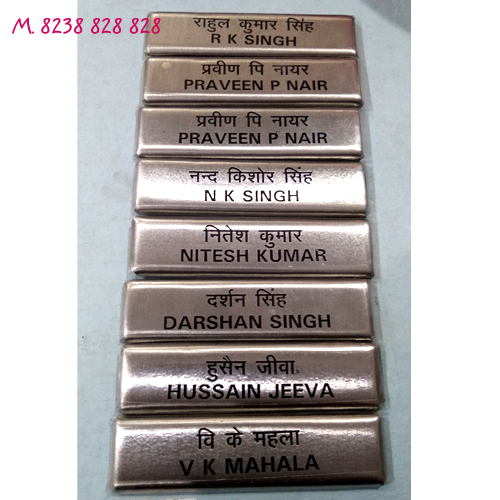 M. 8238 828 828
राहुल कुमार सिंह
R K SINGH
प्रवीण पि नायर
PRAVEEN P NAIR
प्रवीण पि नायर
PRAVEEN P NAIR
नन्द किशोर सिंह
N K SINGH
नितेश कुमार
NITESH KUMAR
दर्शन सिंह
DARSHAN SINGH
हुसैन जीवा
HUSSAIN JEEVA
वि के महला
V K MAHALA